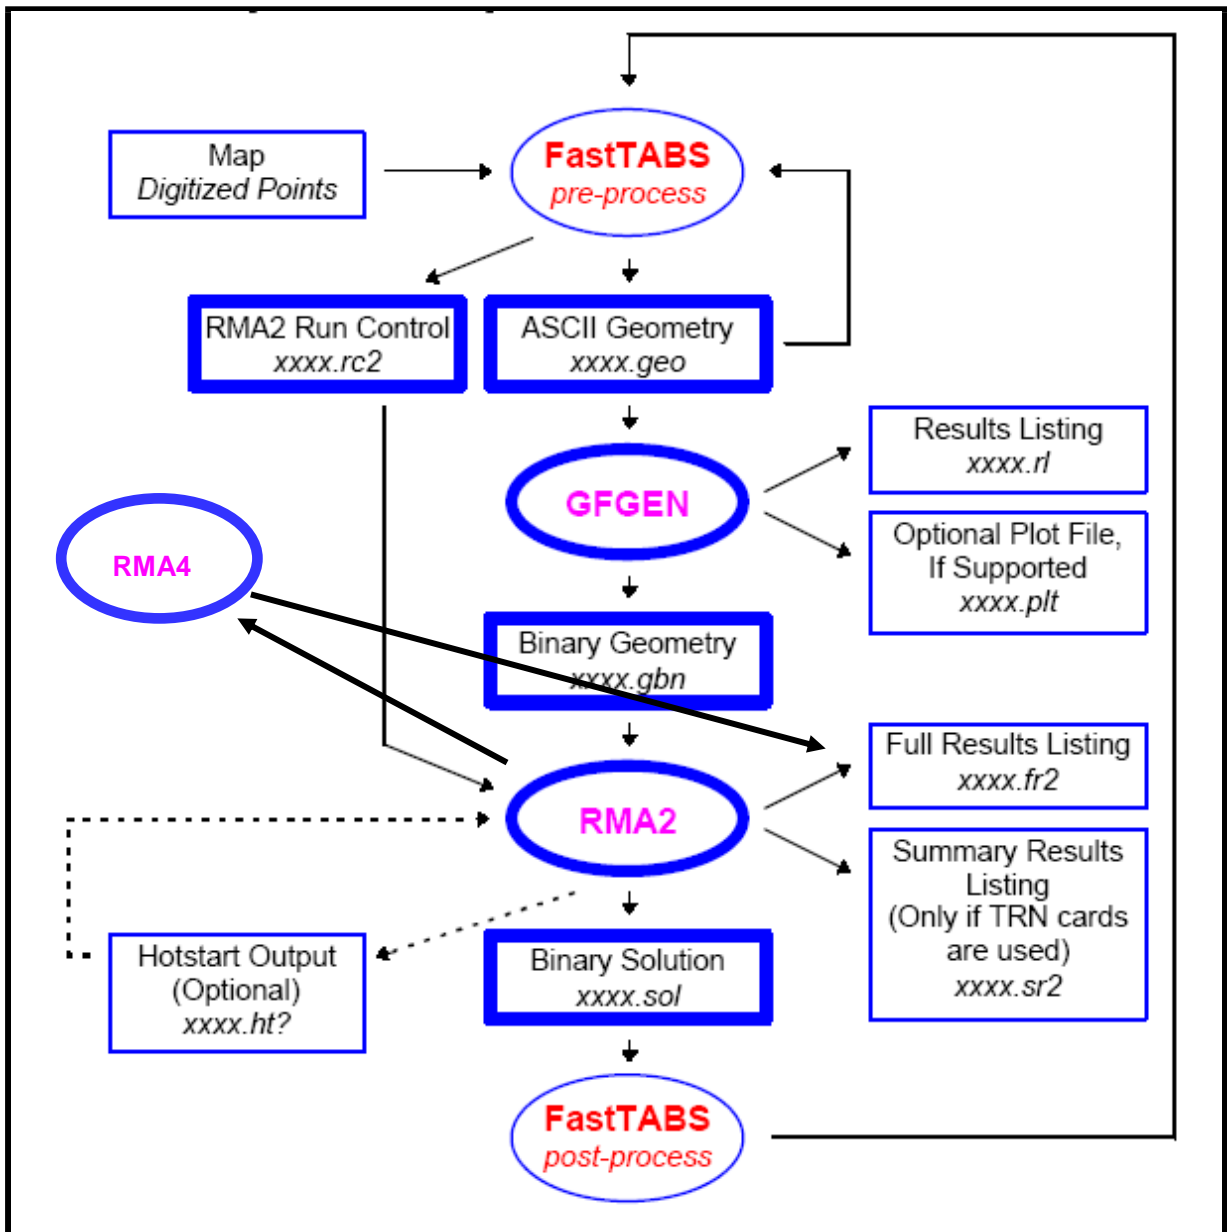 FastTABS
pre-process
Map
Digitized Points
RMA2 Run Control
xxxx.rc2
ASCII Geometry
xxxx.geo
GFGEN
Results Listing
xxxx.rl
Optional Plot File,
If Supported
xxxx.plt
RMA4
Binary Geometry
xxxx.gbn
RMA2
Full Results Listing
xxxx.fr2
Summary Results
Listing
(Only if TRN cards
are used)
xxxx.sr2
Hotstart Output
(Optional)
xxxx.ht?
Binary Solution
xxxx.sol
FastTABS
post-process